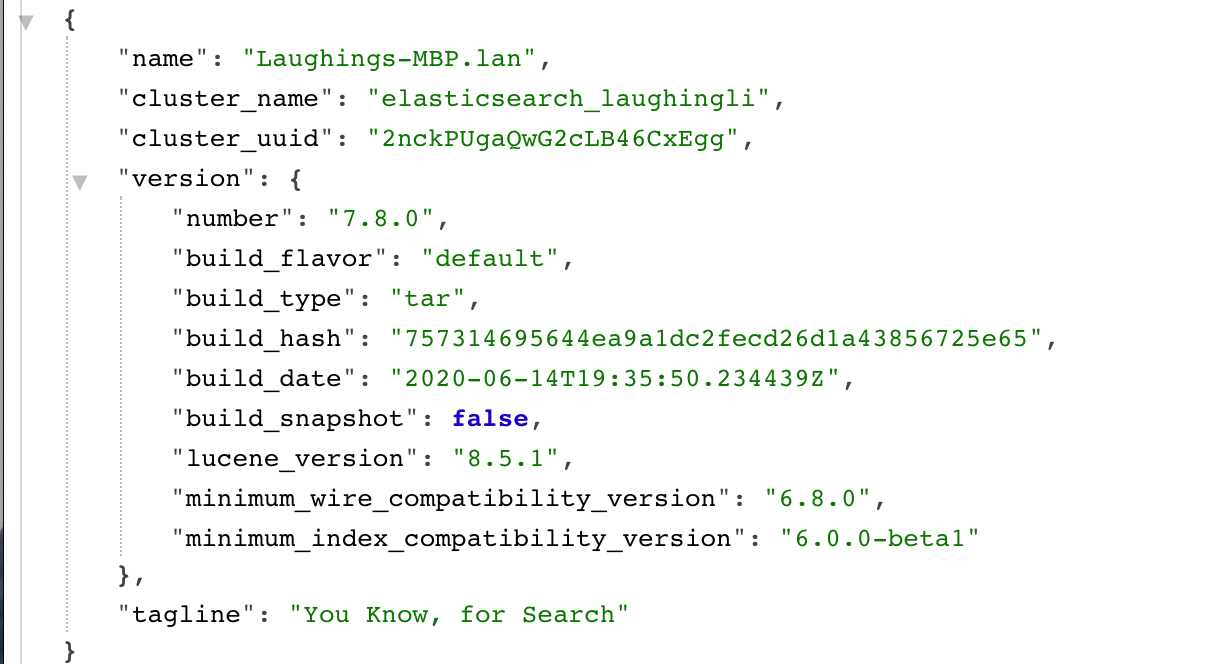 {
"name": "Laughings-MBP.lan",
"cluster_name": "elasticsearch_laughingli",
"cluster_uuid": "2nckPUgaQwG2cLB46CxEgg",
"version": {
"number": "7.8.0",
"build_flavor": "default",
"build_type": "tar",
"build_hash": "757314695644ea9a1dc2fecd26d1a43856725e65",
"build_date": "2020-06-14T19:35:50.234439Z",
"build_snapshot": false,
"lucene_version": "8.5.1",
"minimum_wire_compatibility_version": "6.8.0",
"minimum_index_compatibility_version": "6.0.0-beta1"
},
"tagline": "You Know, for Search"
}